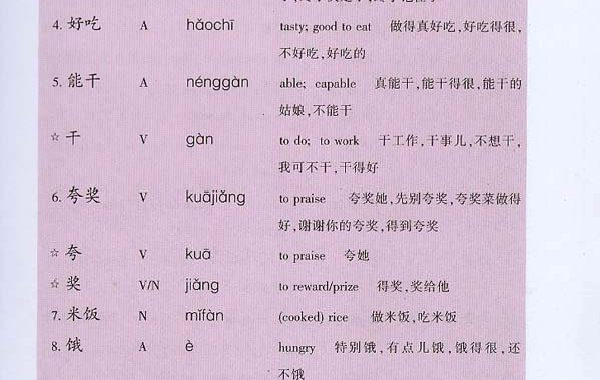 4. 好吃 A hǎochī tasty; good to eat 做得真好吃,好吃得很,
不好吃,好吃的
5. 能干 A nénggàn able; capable 真能干,能干得很,能干的
姑娘,不能干
☆ 干 V gàn to do; to work 干工作,干事儿,不想干,
我可不干,干得好
6. 夸奖 V kuājiǎng to praise 夸奖她,先别夸奖,夸奖菜做得
好,谢谢你的夸奖,得到夸奖
☆ 夸 V kuā to praise 夸她
☆ 奖 V/N jiǎng to reward/prize 得奖,奖给他
7. 米饭 N mǐfàn (cooked) rice 做米饭,吃米饭
8. 饿 A è hungry 特别饿,有点儿饿,饿得很,还
不饿